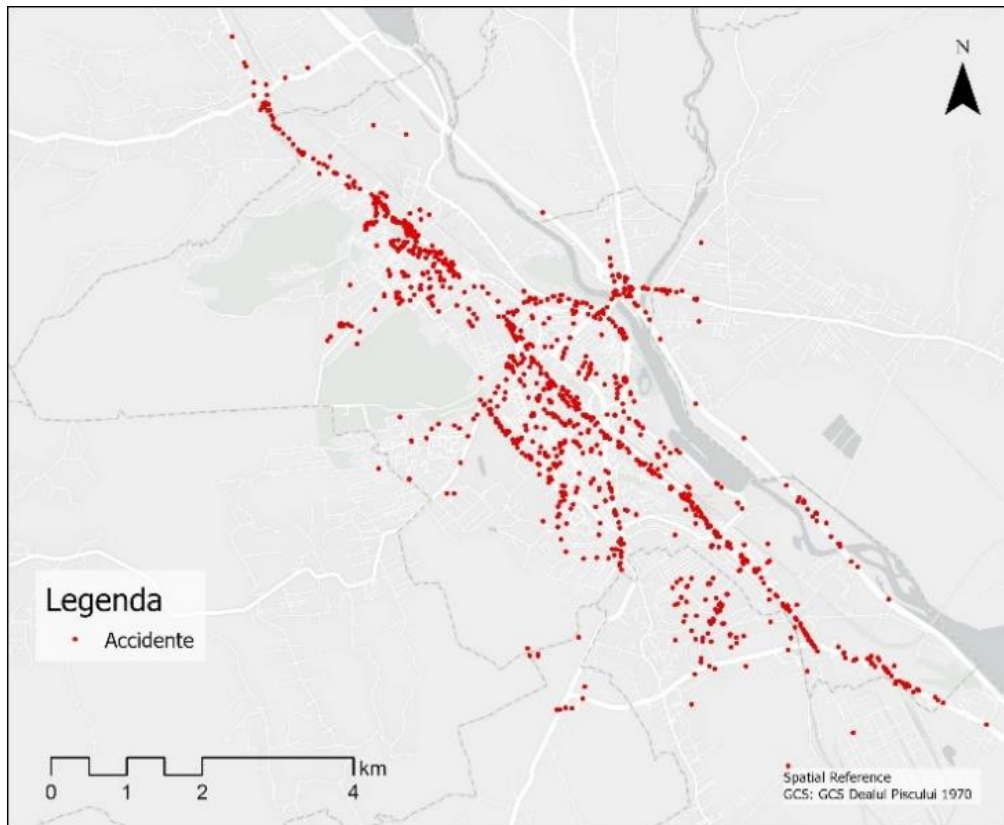 N
Legenda
Accidente
km
0 1 2 4
Spatial Reference
GCS: GCS Dealul Piscului 1970